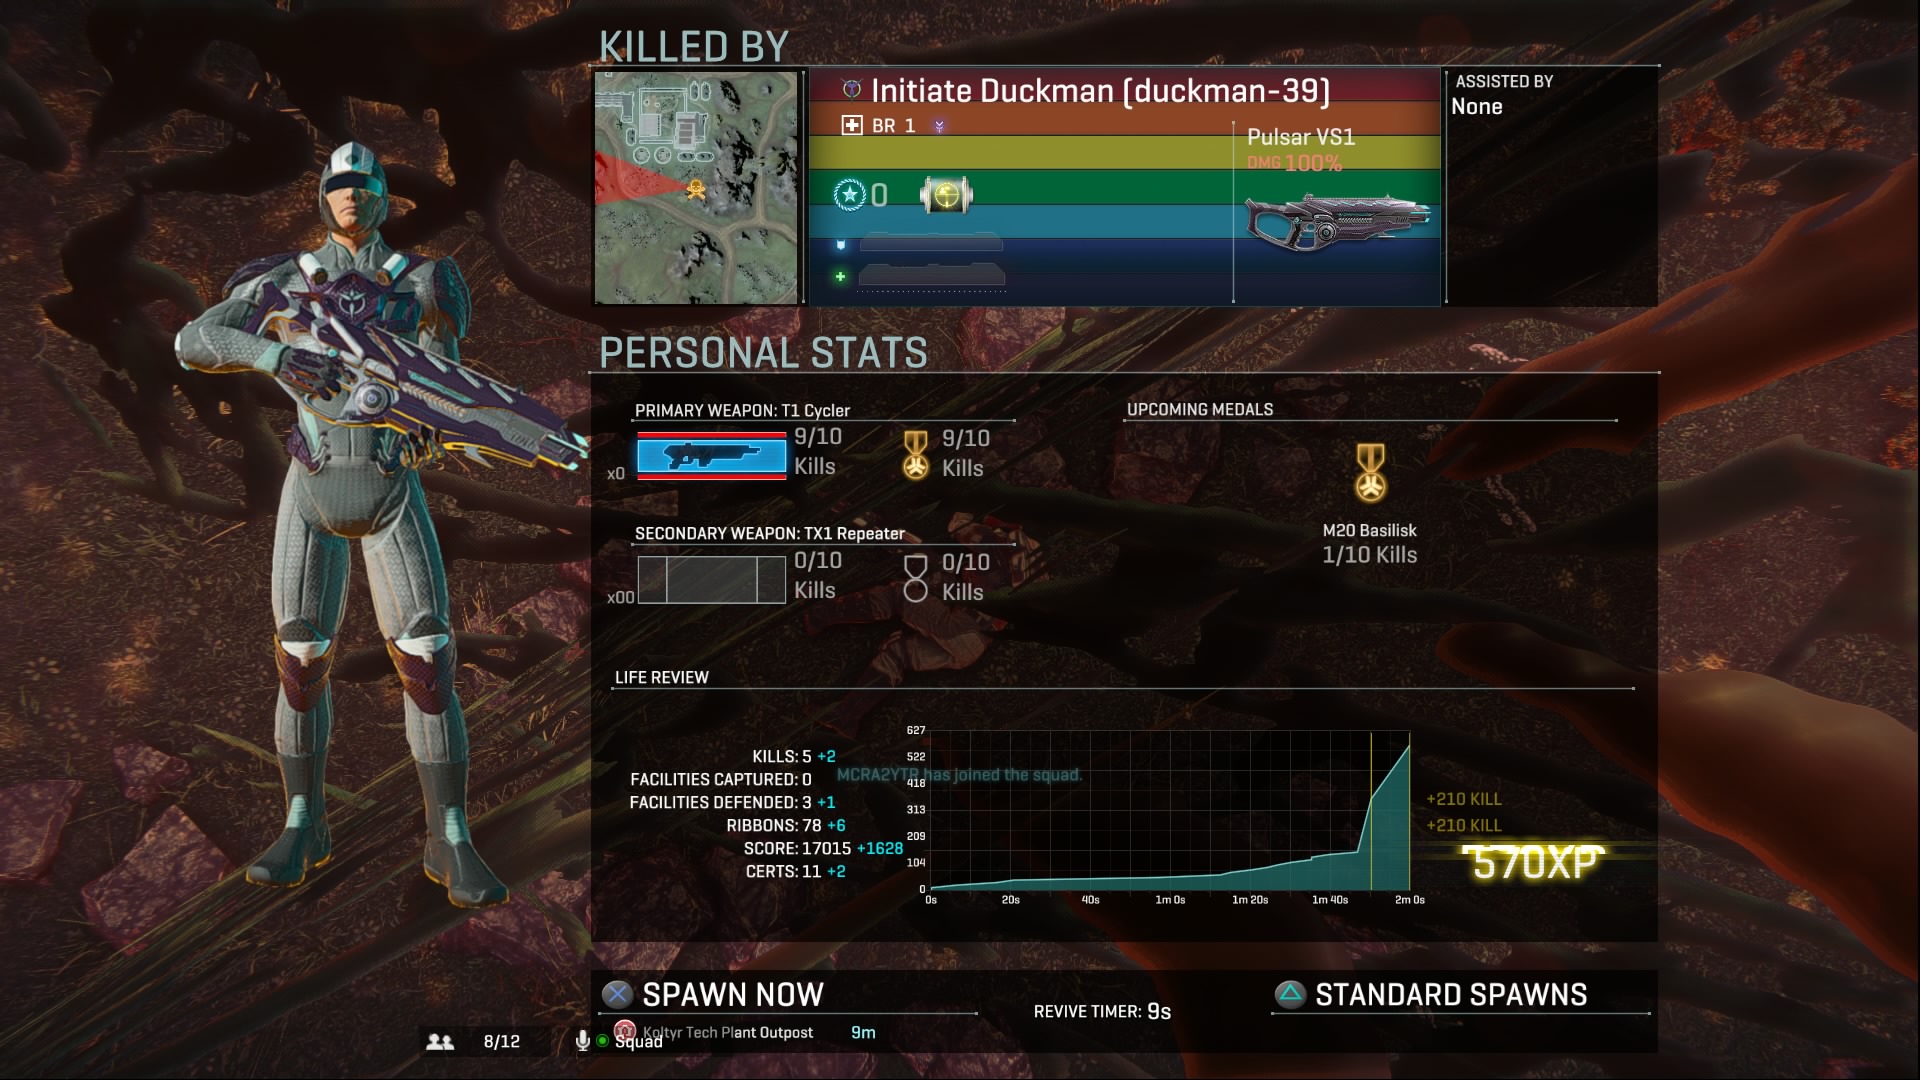 KILLED BY
Initiate Duckman (duckman-39)
BR 1
0
Pulsar VS1
DMG 100%
ASSISTED BY
None
PERSONAL STATS
PRIMARY WEAPON: T1 Cycler
x0
9/10
Kills
9/10
Kills
SECONDARY WEAPON: TX1 Repeater
x00
0/10
Kills
0/10
Kills
UPCOMING MEDALS
M20 Basilisk
1/10 Kills
LIFE REVIEW
KILLS: 5 +2
FACILITIES CAPTURED: 0
FACILITIES DEFENDED: 3 +1
RIBBONS: 78 +6
SCORE: 17015 +1628
CERTS: 11 +2
MCRA2YTR has joined the squad.
627
522
418
313
209
104
0
0s 20s 40s 1m 0s 1m 20s 1m 40s 2m 0s
+210 KILL
+210 KILL
570XP
SPAWN NOW
Koltyr Tech Plant Outpost 9m
REVIVE TIMER: 9s
STANDARD SPAWNS
8/12
Squad